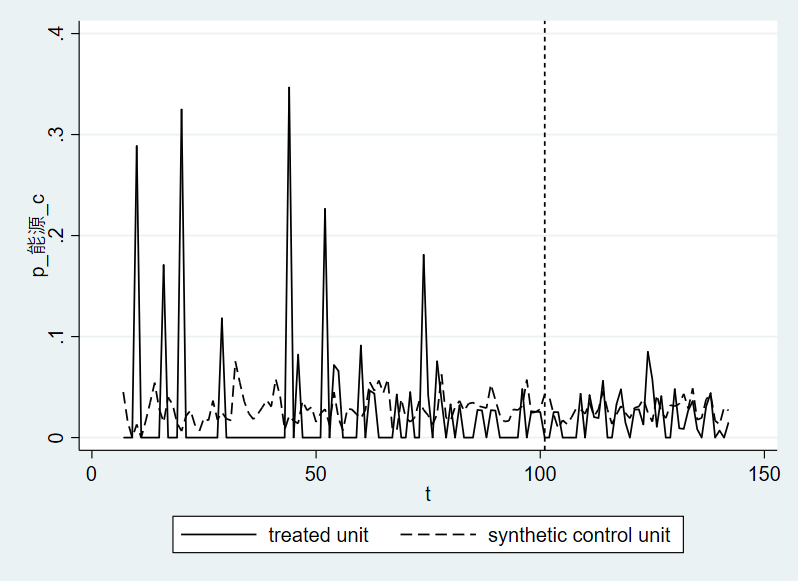 .4
.3
.2
.1
0
p_能源_c
0
50
100
150
t
treated unit
synthetic control unit